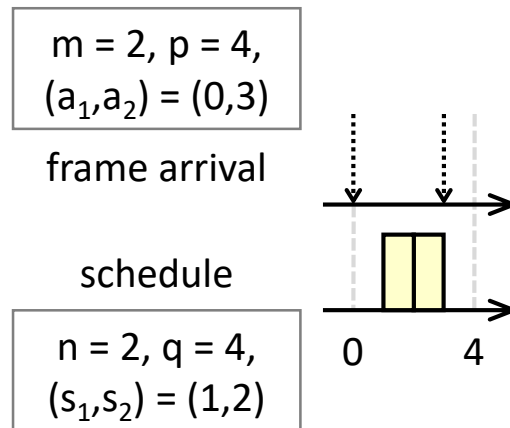 m = 2, p = 4,
(a₁,a₂) = (0,3)
frame arrival
schedule
n = 2, q = 4,
(s₁,s₂) = (1,2)
0 4